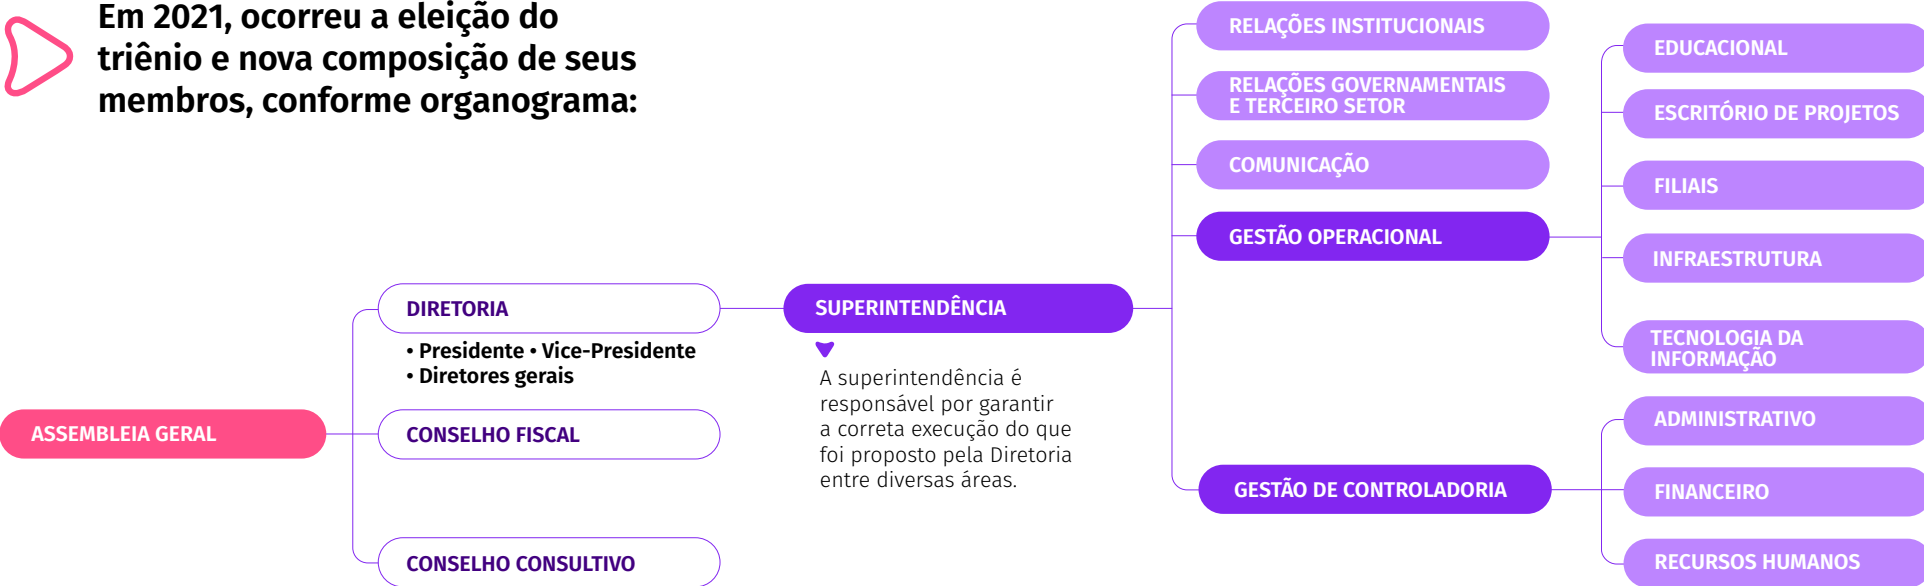 Em 2021, ocorreu a eleição do
triênio e nova composição de seus
membros, conforme organograma:
ASSEMBLEIA GERAL
DIRETORIA
• Presidente • Vice-Presidente
• Diretores gerais
CONSELHO FISCAL
CONSELHO CONSULTIVO
SUPERINTENDÊNCIA
A superintendência é
responsável por garantir
a correta execução do que
foi proposto pela Diretoria
entre diversas áreas.
RELAÇÕES INSTITUCIONAIS
RELAÇÕES GOVERNAMENTAIS
E TERCEIRO SETOR
COMUNICAÇÃO
GESTÃO OPERACIONAL
GESTÃO DE CONTROLADORIA
EDUCACIONAL
ESCRITÓRIO DE PROJETOS
FILIAIS
INFRAESTRUTURA
TECNOLOGIA DA
INFORMAÇÃO
ADMINISTRATIVO
FINANCEIRO
RECURSOS HUMANOS